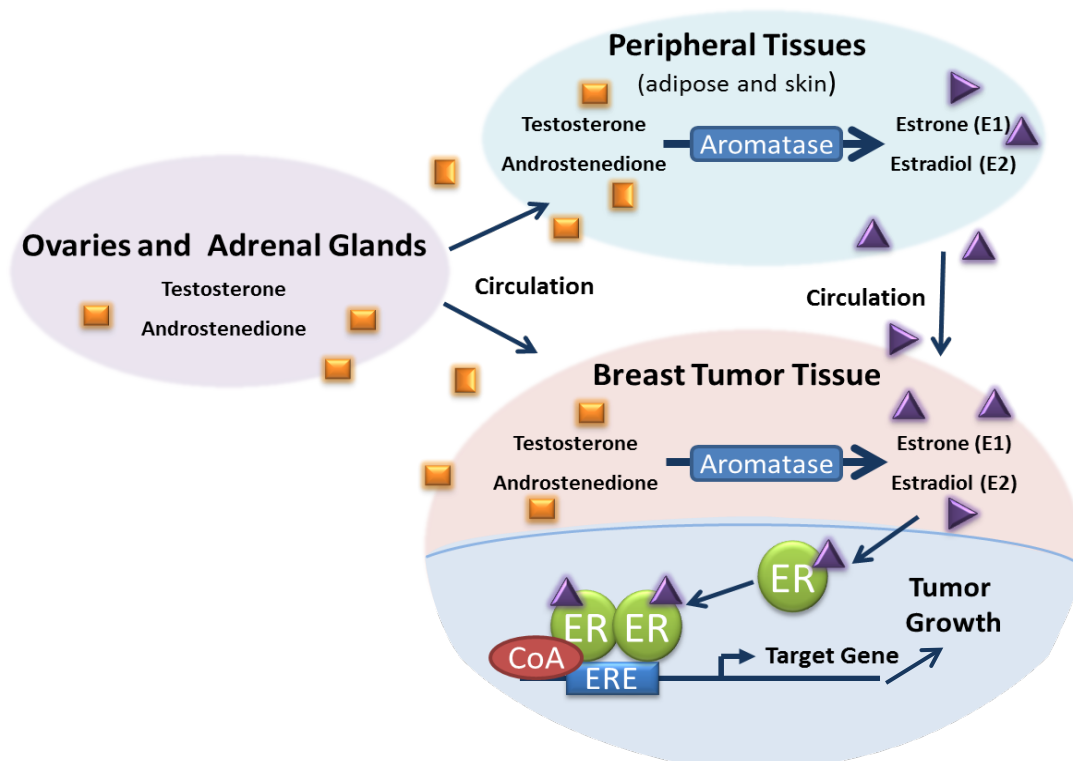 Peripheral Tissues
(adipose and skin)
Testosterone
Androstenedione
Aromatase
Estrone (E1)
Estradiol (E2)
Ovaries and Adrenal Glands
Testosterone
Androstenedione
Circulation
Circulation
Breast Tumor Tissue
Testosterone
Androstenedione
Aromatase
Estrone (E1)
Estradiol (E2)
ER
ER
ER
CoA
ERE
Target Gene
Tumor
Growth